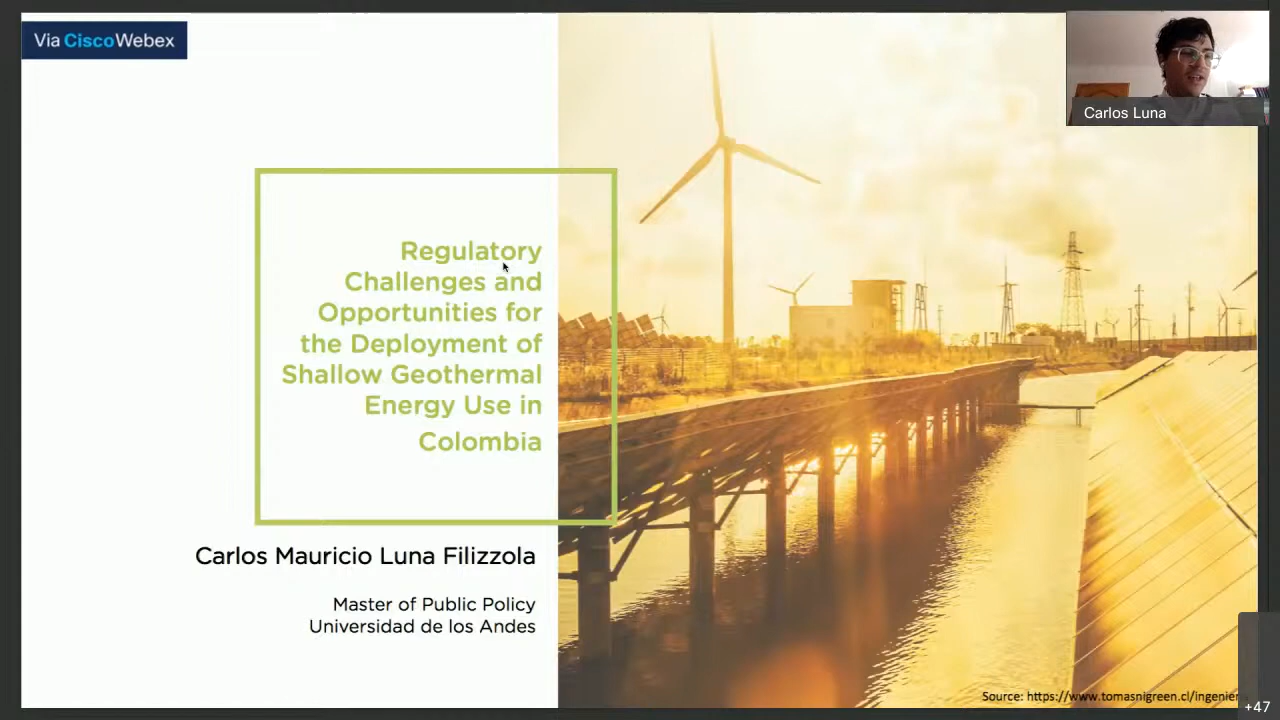 Via CiscoWebex
Carlos Luna
Regulatory
Challenges and
Opportunities for
the Deployment of
Shallow Geothermal
Energy Use in
Colombia
Carlos Mauricio Luna Filizzola
Master of Public Policy
Universidad de los Andes
Source: https://www.tomasnigreen.cl/ingenier
+47